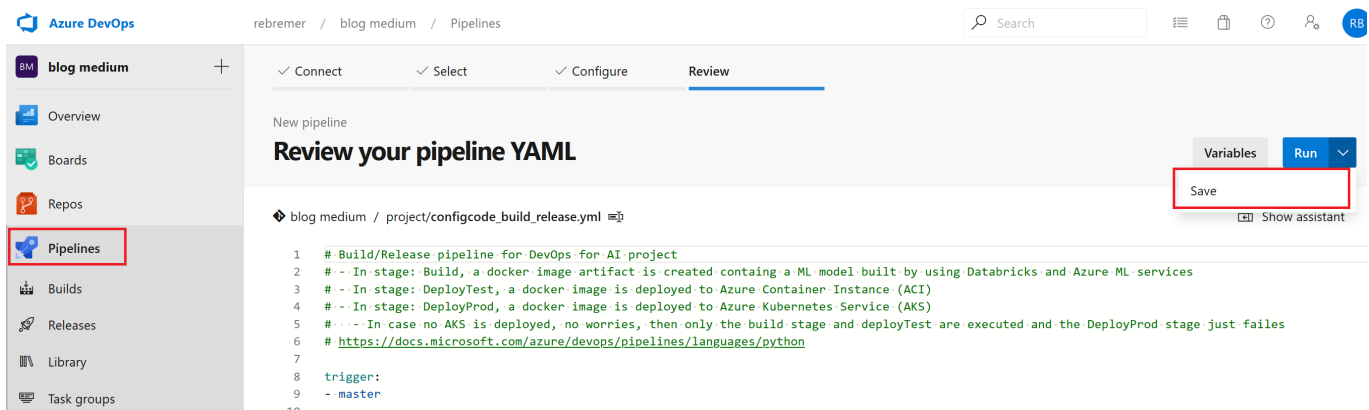 Azure DevOps
rebremer / blog medium / Pipelines
Search
RB
BM blog medium
Connect
Select
Configure
Review
Overview
Boards
Repos
Pipelines
Builds
Releases
Library
Task groups
New pipeline
Review your pipeline YAML
Variables
Run
Save
blog medium / project/configcode_build_release.yml
Show assistant
1 # Build/Release pipeline for DevOps for AI project
2 # - In stage: Build, a docker image artifact is created containg a ML model built by using Databricks and Azure ML services
3 # - In stage: DeployTest, a docker image is deployed to Azure Container Instance (ACI)
4 # - In stage: DeployProd, a docker image is deployed to Azure Kubernetes Service (AKS)
5 #   - In case no AKS is deployed, no worries, then only the build stage and deployTest are executed and the DeployProd stage just failes
6 # https://docs.microsoft.com/azure/devops/pipelines/languages/python
7
8 trigger:
9 - master
10